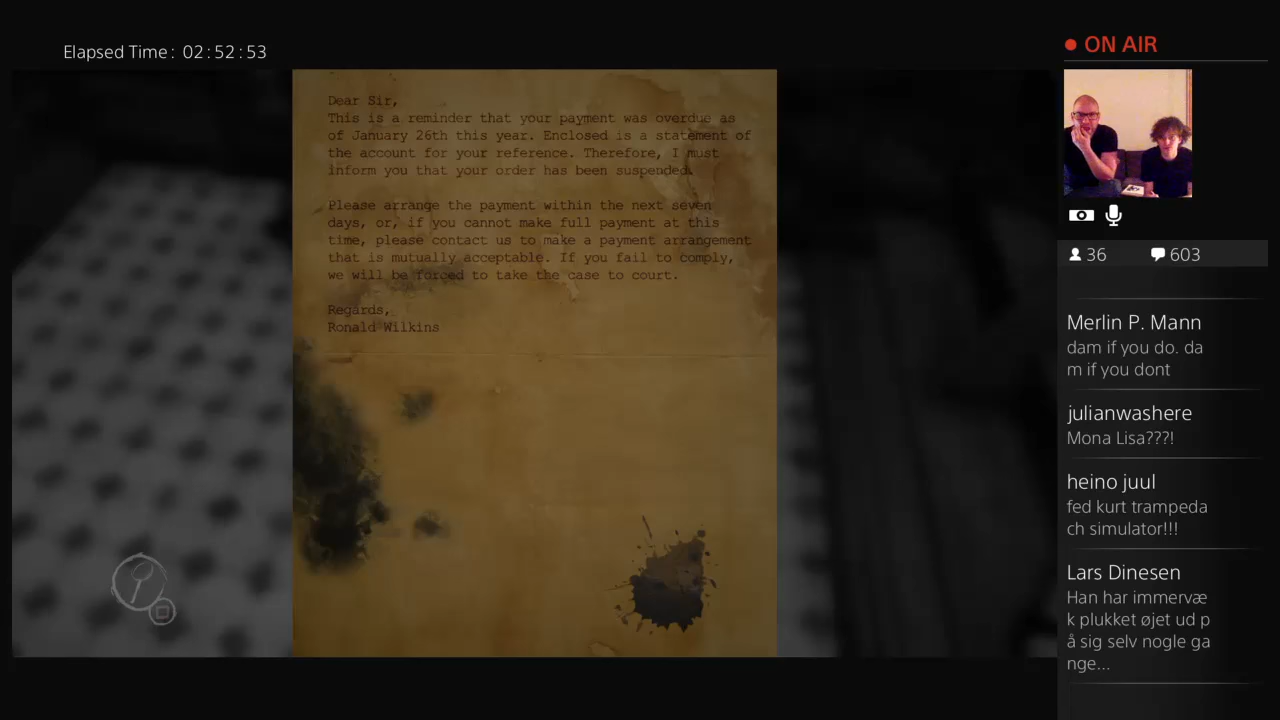 Elapsed Time: 02:52:53
ON AIR
Dear Sir,
This is a reminder that your payment was overdue as
of January 26th this year. Enclosed is a statement of
the account for your reference. Therefore, I must
inform you that your order has been suspended.
Please arrange the payment within the next seven
days, or, if you cannot make full payment at this
time, please contact us to make a payment arrangement
that is mutually acceptable. If you fail to comply,
we will be forced to take the case to court.
Regards,
Ronald Wilkins
36 603
Merlin P. Mann
dam if you do. da
m if you dont
julianwashere
Mona Lisa???!
heino juul
fed kurt trampeda
ch simulator!!!
Lars Dinesen
Han har immervæ
k plukket øjet ud p
å sig selv nogle ga
nge...